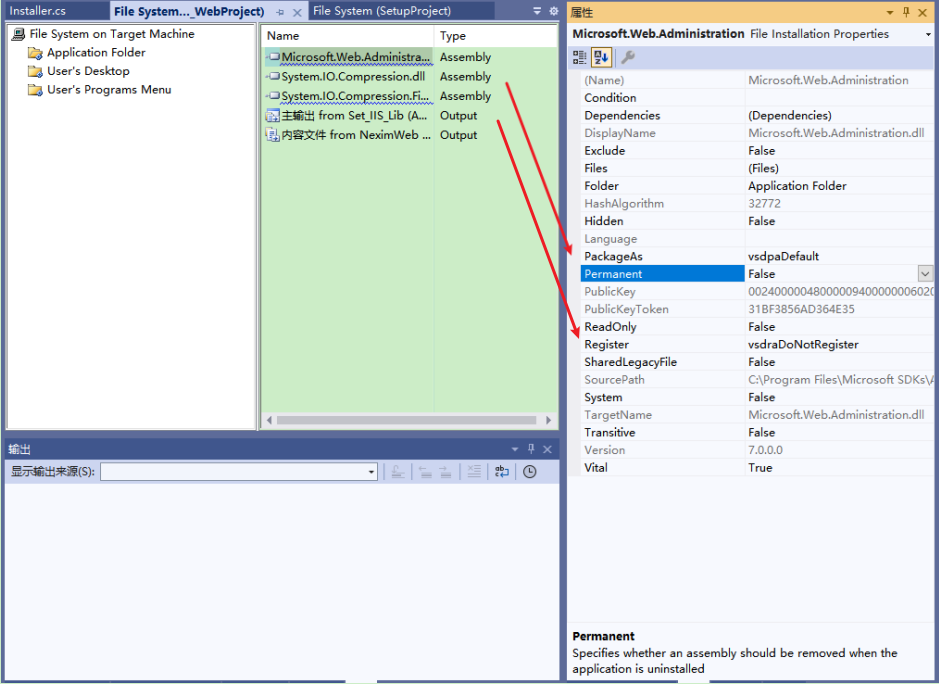 Installer.cs
File System..._WebProject)
File System (SetupProject)
File System on Target Machine
Application Folder
User's Desktop
User's Programs Menu
Name Type
Microsoft.Web.Administra... Assembly
System.IO.Compression.dll Assembly
System.IO.Compression.Fi... Assembly
主输出 from Set_IIS_Lib (A... Output
内容文件 from NeximWeb ... Output
输出
显示输出来源(S):
属性
Microsoft.Web.Administration File Installation Properties
(Name) Microsoft.Web.Administration
Condition
Dependencies (Dependencies)
DisplayName Microsoft.Web.Administration.dll
Exclude False
Files (Files)
Folder Application Folder
HashAlgorithm 32772
Hidden False
Language
PackageAs vsdpaDefault
Permanent False
PublicKey 0024000004800000940000000602
PublicKeyToken 31BF3856AD364E35
ReadOnly False
Register vsdraDoNotRegister
SharedLegacyFile False
SourcePath C:\Program Files\Microsoft SDKs\A
System False
TargetName Microsoft.Web.Administration.dll
Transitive False
Version 7.0.0.0
Vital True
Permanent
Specifies whether an assembly should be removed when the
application is uninstalled